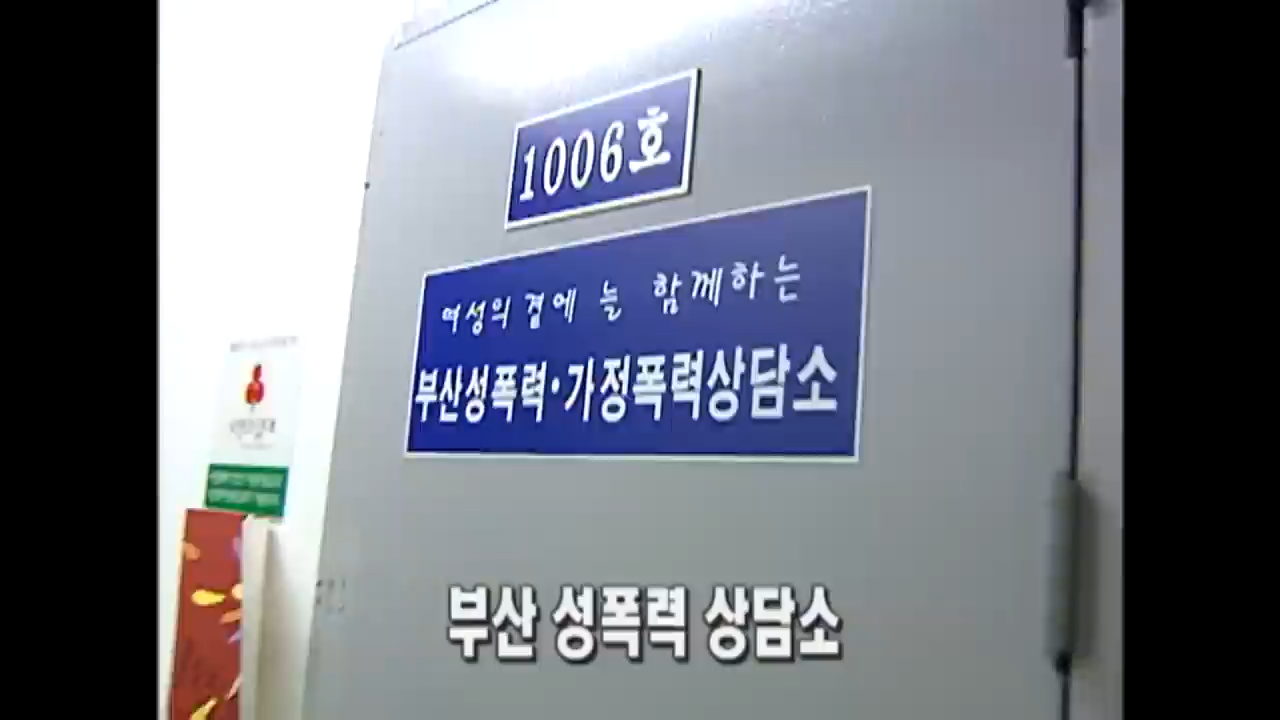 1006호
여성의 곁에 늘 함께하는
부산성폭력·가정폭력상담소
부산 성폭력 상담소